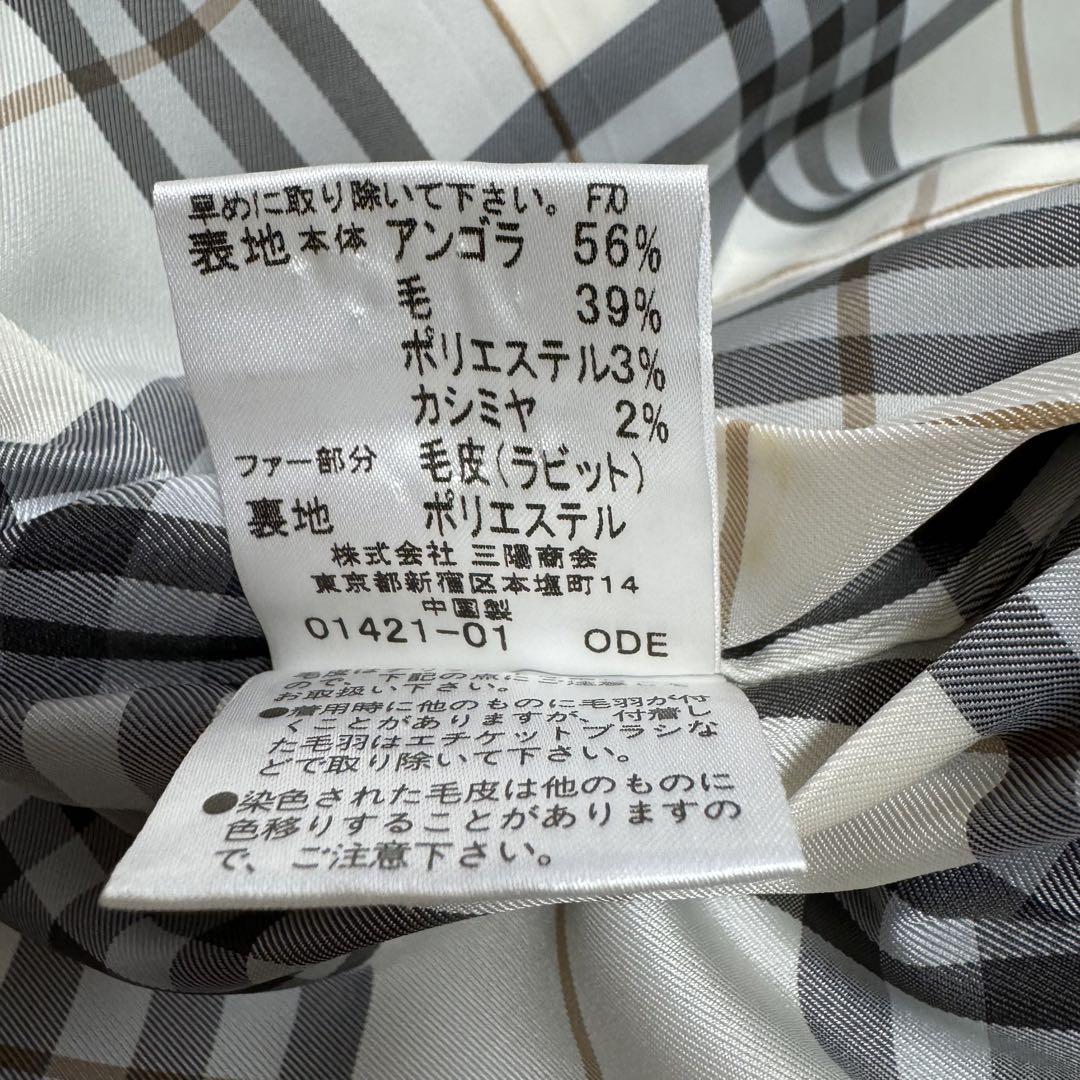 早めに取り除いて下さい。 F70
表地 本体 アンゴラ 56%
毛 39%
ポリエステル3%
カシミヤ 2%
ファー部分 毛皮(ラビット)
裏地 ポリエステル
株式会社 三陽商会
東京都新宿区本塩町14
中国製
01421-01 ODE
ので、下記の点に
お取扱い下さい。
●着用時に他のものに毛羽が付
くことがありますが、付着し
た毛羽はエチケットブラシな
どで取り除いて下さい。
●染色された毛皮は他のものに
色移りすることがありますの
で、ご注意下さい。